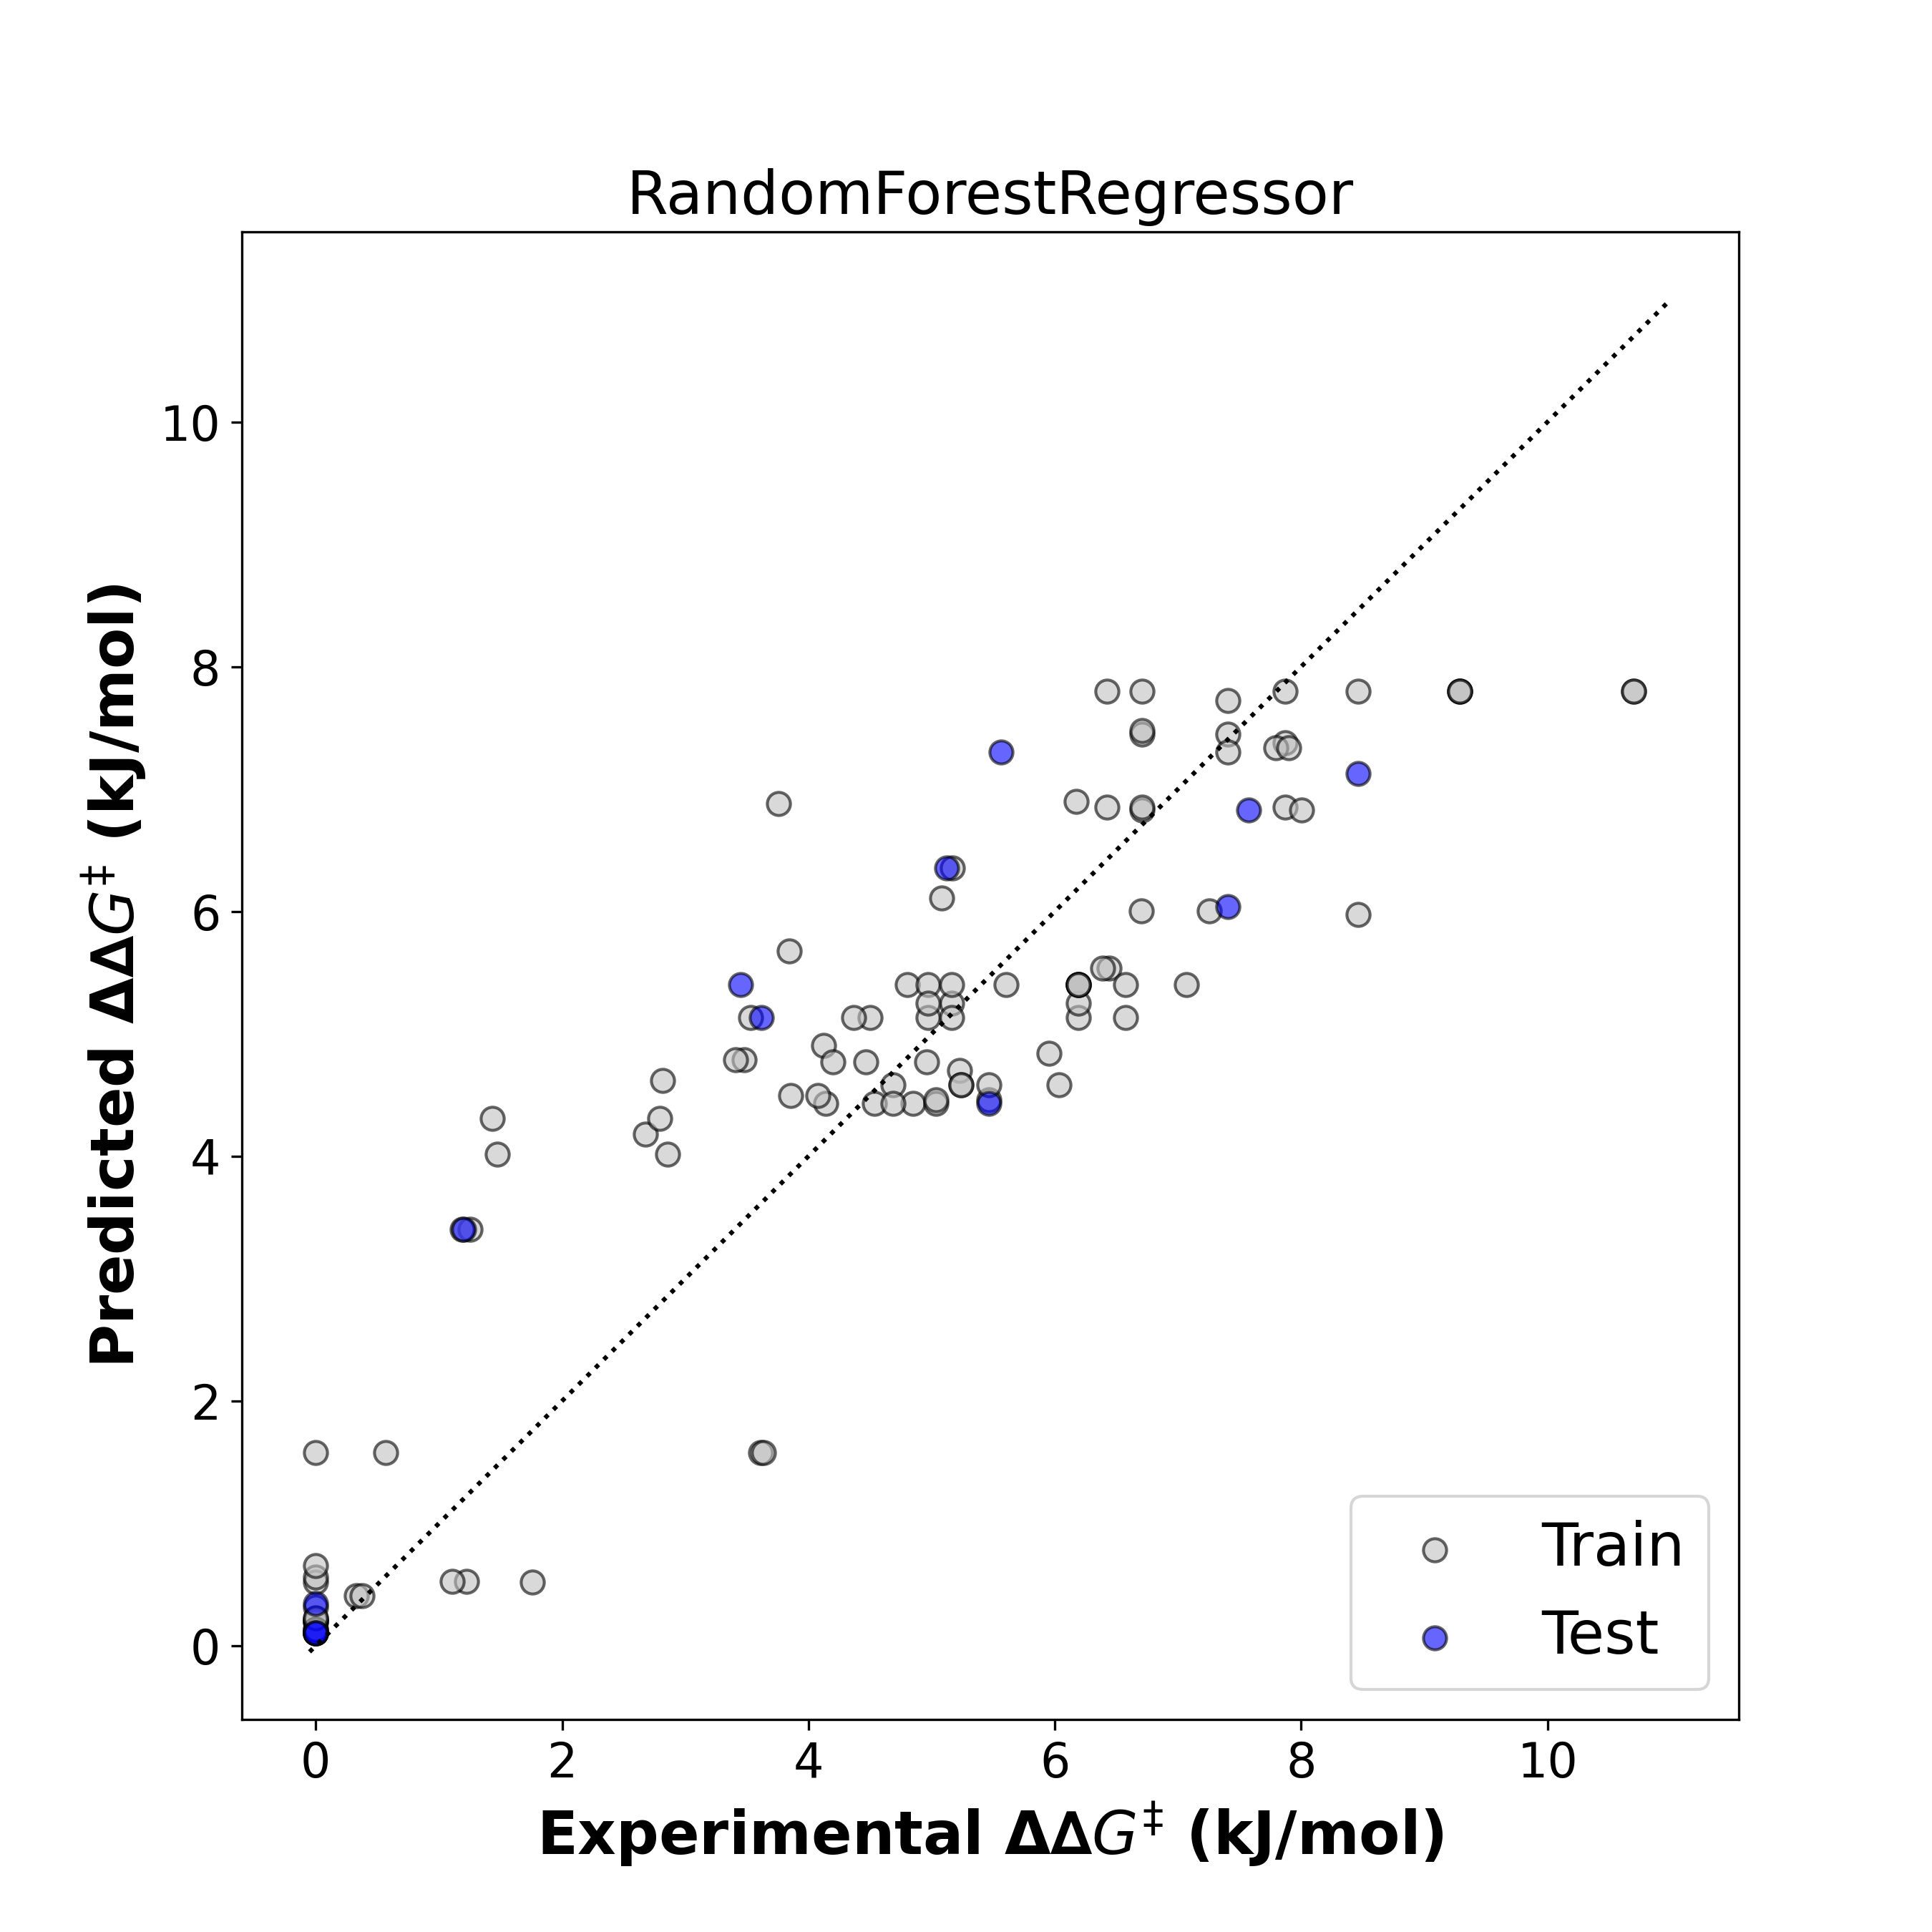 RandomForestRegressor
Predicted ΔΔG‡ (kJ/mol)
10
8
6
4
2
0
Train
Test
0 2 4 6 8 10
Experimental ΔΔG‡ (kJ/mol)